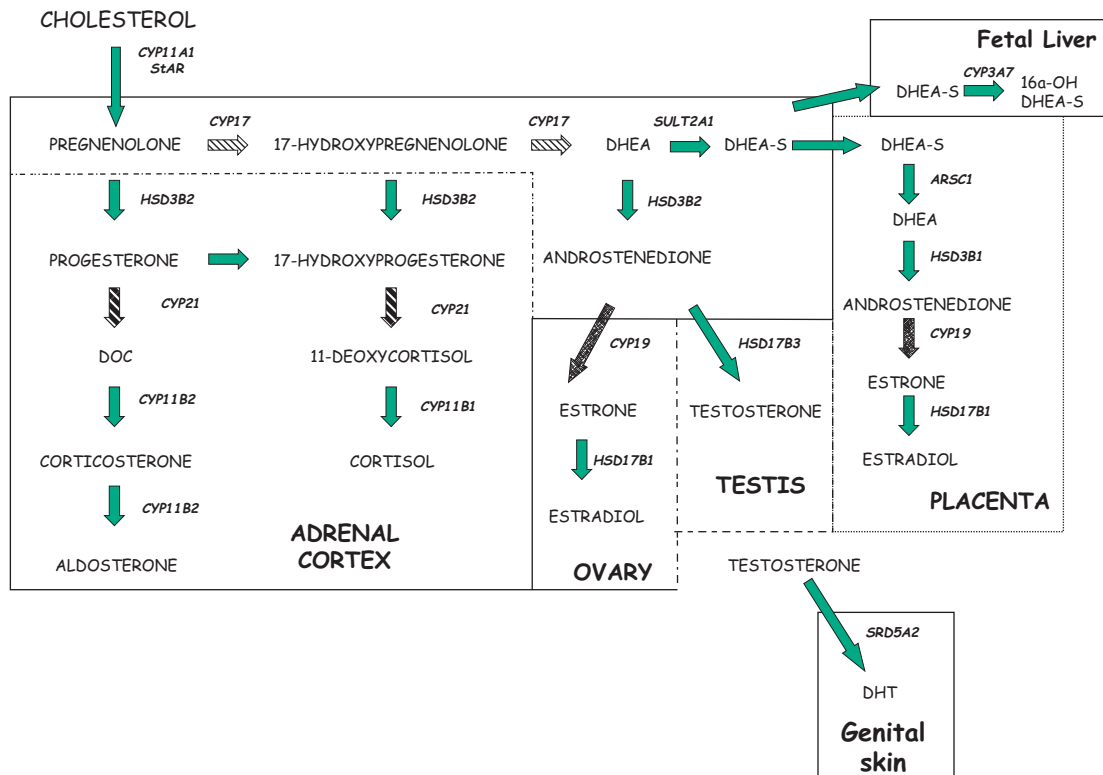 CHOLESTEROL
CYP11A1
StAR
Fetal Liver
DHEA-S
CYP3A7
16a-OH
DHEA-S
PREGNENOLONE
CYP17
17-HYDROXYPREGNENOLONE
CYP17
DHEA
SULT2A1
DHEA-S
DHEA-S
HSD3B2
HSD3B2
HSD3B2
ARSC1
DHEA
PROGESTERONE
17-HYDROXYPROGESTERONE
ANDROSTENEDIONE
HSD3B1
ANDROSTENEDIONE
CYP21
CYP21
CYP19
HSD17B3
CYP19
DOC
11-DEOXYCORTISOL
ESTRONE
CYP11B2
CYP11B1
ESTRONE
TESTOSTERONE
HSD17B1
CORTICOSTERONE
CORTISOL
HSD17B1
ESTRADIOL
TESTIS
PLACENTA
CYP11B2
ESTRADIOL
ADRENAL
CORTEX
ALDOSTERONE
OVARY
TESTOSTERONE
SRD5A2
DHT
Genital
skin